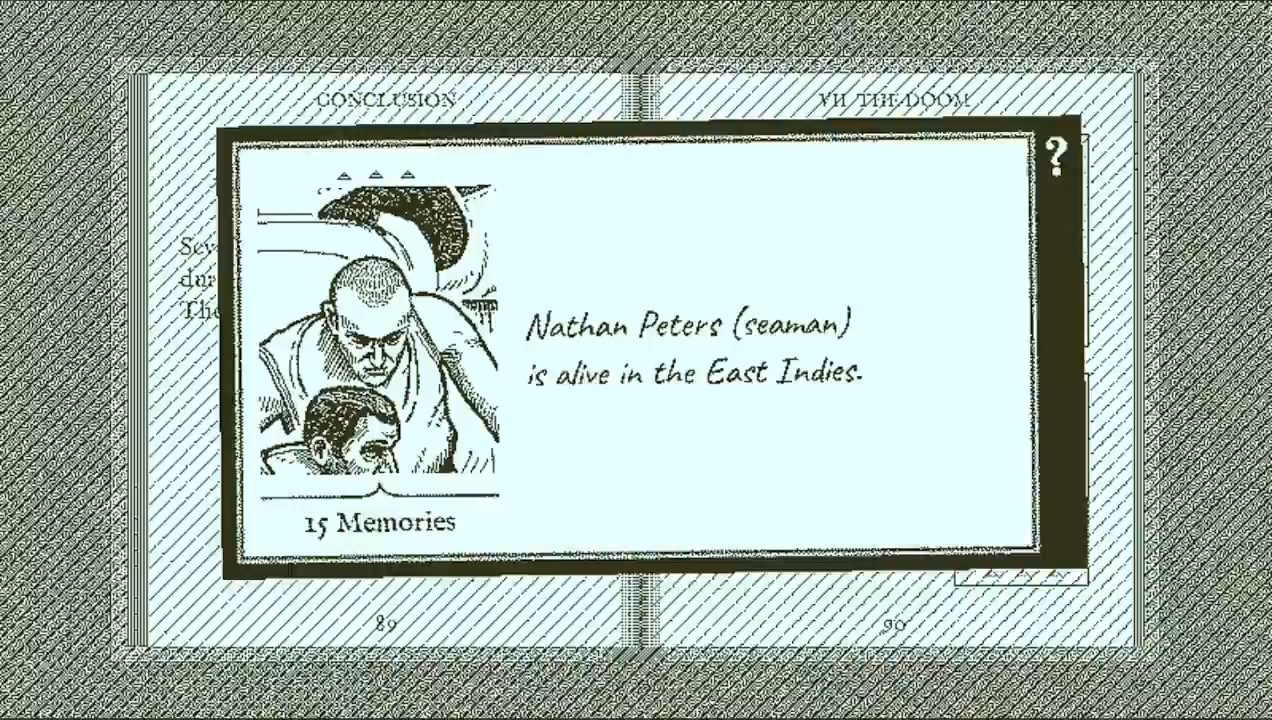 CONCLUSION
VII THE DOOM
?
Nathan Peters (seaman)
is alive in the East Indies.
15 Memories
89
90